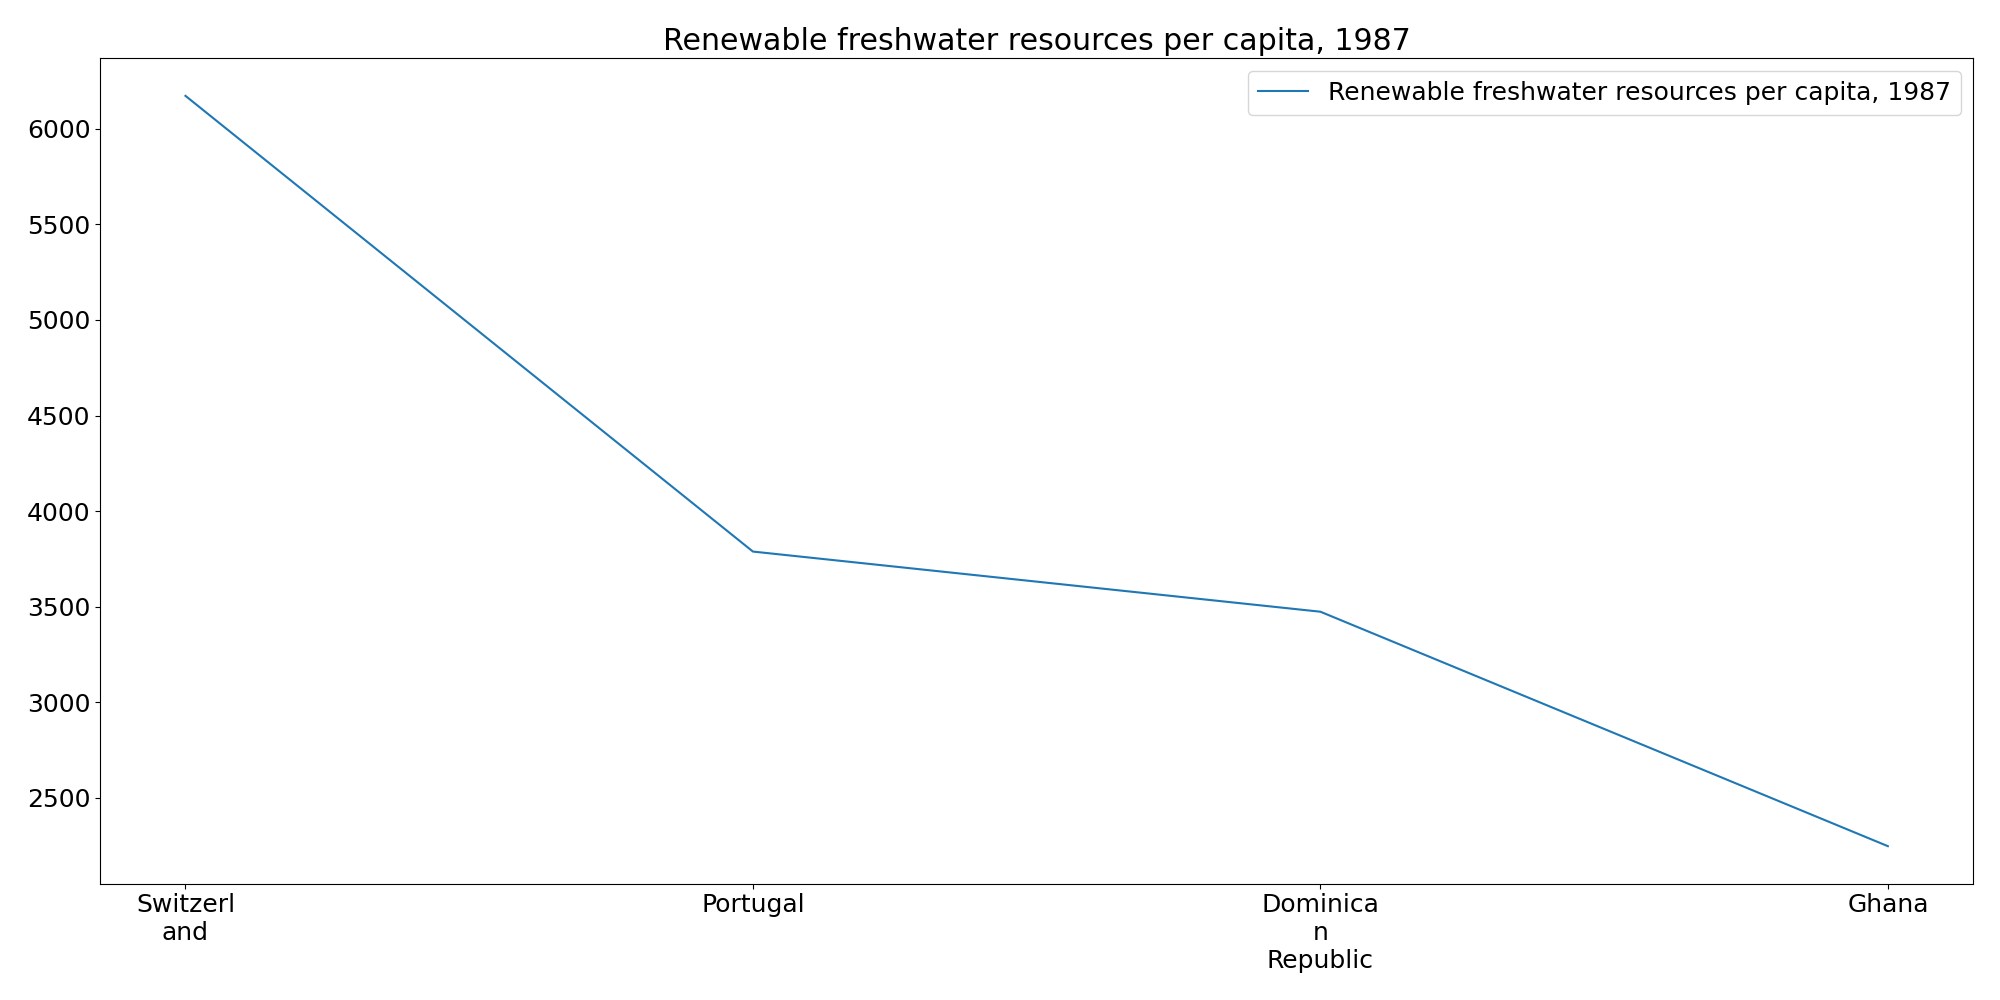 Renewable freshwater resources per capita, 1987
Renewable freshwater resources per capita, 1987
6000
5500
5000
4500
4000
3500
3000
2500
Switzerl
and
Portugal
Dominica
n
Republic
Ghana